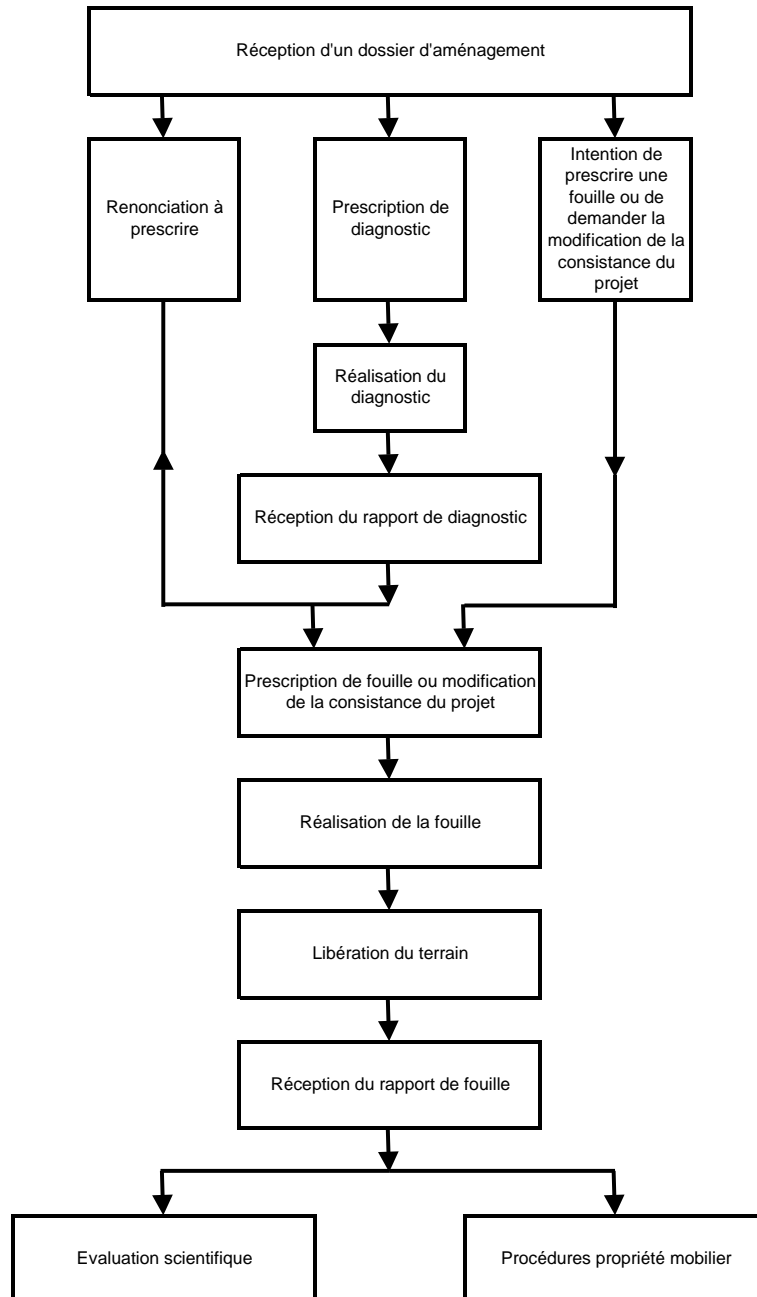 Réception d'un dossier d'aménagement
Renonciation à
prescrire
Prescription de
diagnostic
Intention de
prescrire une
fouille ou de
demander la
modification de la
consistance du
projet
Réalisation du
diagnostic
Réception du rapport de diagnostic
Prescription de fouille ou modification
de la consistance du projet
Réalisation de la fouille
Libération du terrain
Réception du rapport de fouille
Evaluation scientifique
Procédures propriété mobilier